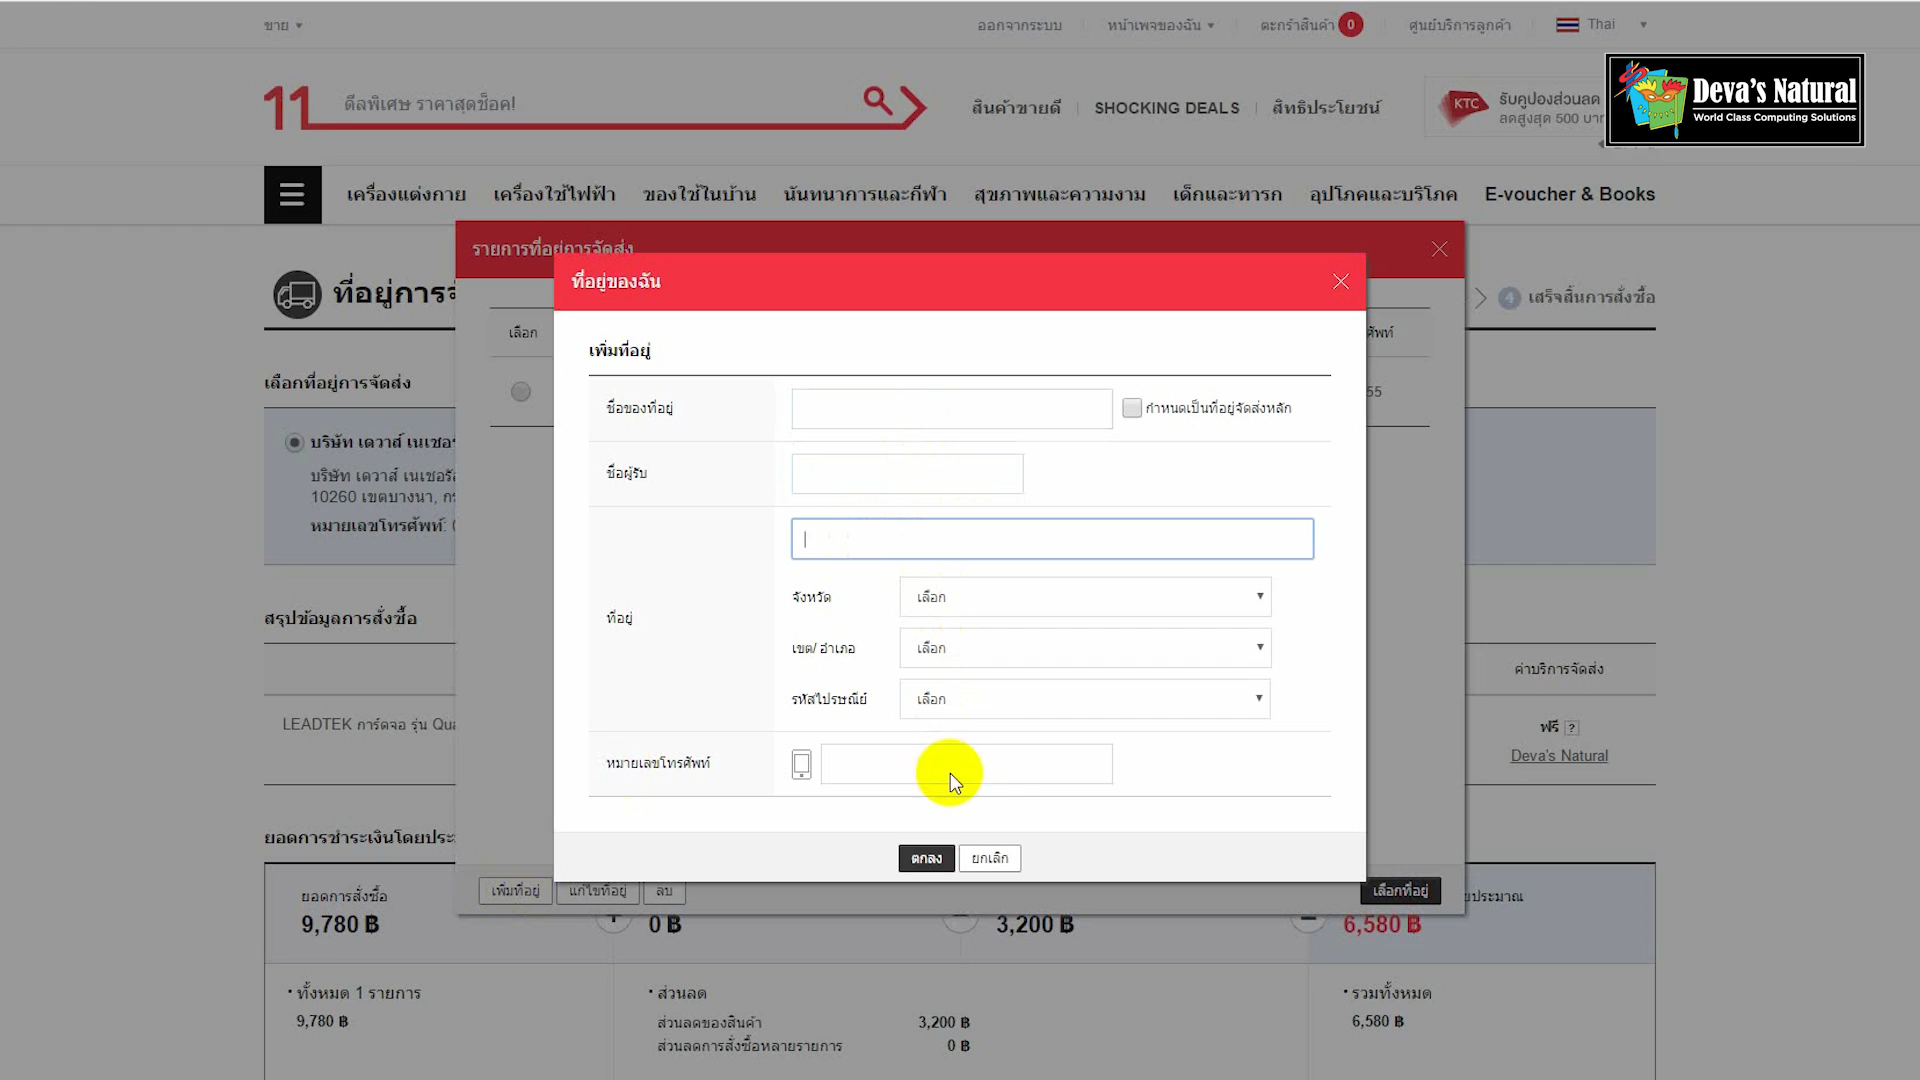 ขาย
ออกจากระบบ
หน้าเพจของฉัน
ตะกร้าสินค้า 0
ศูนย์บริการลูกค้า
Thai
11
ดีลพิเศษ ราคาสุดช็อค!
สินค้าขายดี
SHOCKING DEALS
สิทธิประโยชน์
KTC
รับคูปองส่วนลด
ลดสูงสุด 500 บาท
Deva's Natural
World Class Computing Solutions
เครื่องแต่งกาย
เครื่องใช้ไฟฟ้า
ของใช้ในบ้าน
นันทนาการและกีฬา
สุขภาพและความงาม
เด็กและทารก
อุปโภคและบริโภค
E-voucher & Books
รายการที่อยู่การจัดส่ง
ที่อยู่ของฉัน
ที่อยู่การจ
4 เสร็จสิ้นการสั่งซื้อ
เลือก
ศัพท์
เพิ่มที่อยู่
เลือกที่อยู่การจัดส่ง
55
ชื่อของที่อยู่
กำหนดเป็นที่อยู่จัดส่งหลัก
บริษัท เดวาส์ เนเชอร
บริษัท เดวาส์ เนเชอรั
10260 เขตบางนา, กร
หมายเลขโทรศัพท์: 0
ชื่อผู้รับ
ที่อยู่
จังหวัด
เลือก
เขต/ อำเภอ
เลือก
รหัสไปรษณีย์
เลือก
สรุปข้อมูลการสั่งซื้อ
ค่าบริการจัดส่ง
LEADTEK การ์ดจอ รุ่น Qua
ฟรี ?
Deva's Natural
หมายเลขโทรศัพท์
ตกลง
ยกเลิก
ยอดการชำระเงินโดยประ
เพิ่มที่อยู่
แก้ไขที่อยู่
ลบ
เลือกที่อยู่
ยอดการสั่งซื้อ
ยประมาณ
9,780 ฿
0 ฿
3,200 ฿
6,580 ฿
ทั้งหมด 1 รายการ
9,780 ฿
ส่วนลด
ส่วนลดของสินค้า
3,200 ฿
ส่วนลดการสั่งซื้อหลายรายการ
0 ฿
รวมทั้งหมด
6,580 ฿